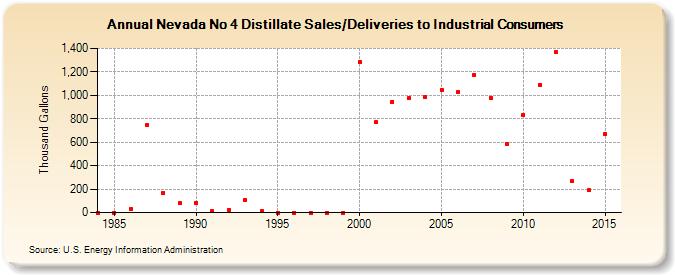 Annual Nevada No 4 Distillate Sales/Deliveries to Industrial Consumers
Thousand Gallons
1,400
1,200
1,000
800
600
400
200
0
1985 1990 1995 2000 2005 2010 2015
Source: U.S. Energy Information Administration